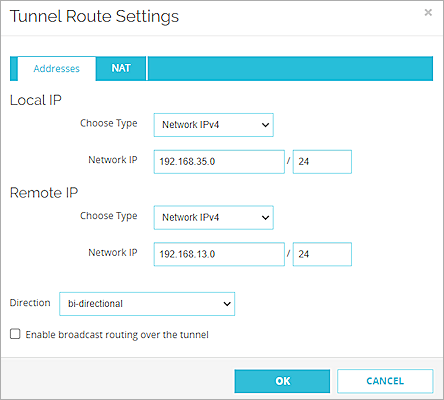 Tunnel Route Settings ×
Addresses NAT
Local IP
Choose Type Network IPv4
Network IP 192.168.35.0 / 24
Remote IP
Choose Type Network IPv4
Network IP 192.168.13.0 / 24
Direction bi-directional
Enable broadcast routing over the tunnel
OK CANCEL